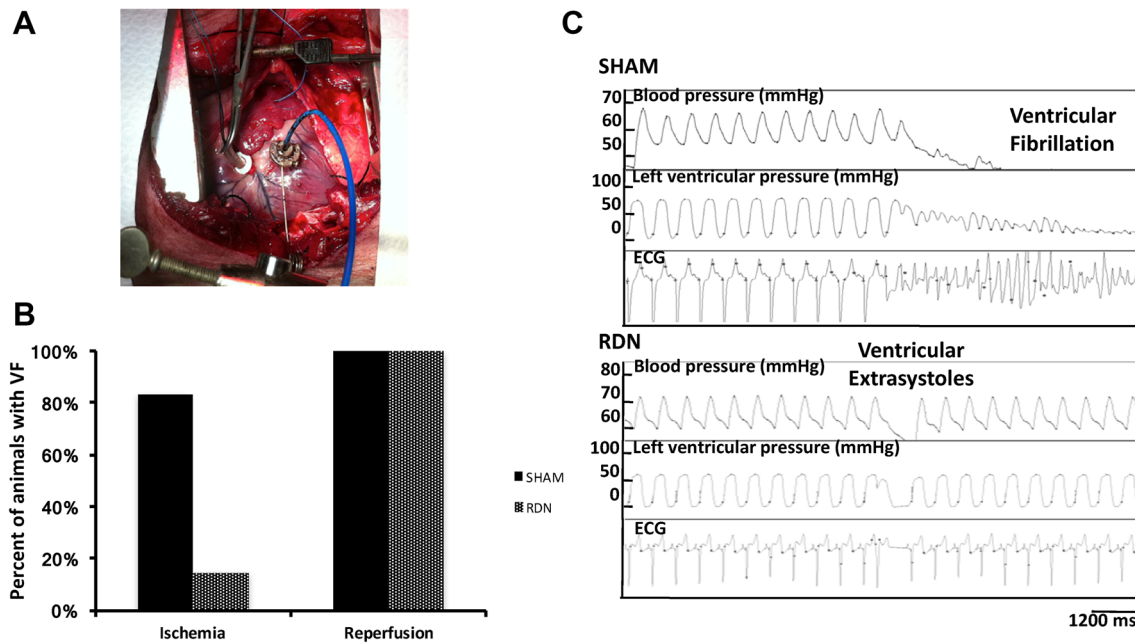 A
B
100%
80%
60%
40%
20%
0%
Percent of animals with VF
Ischemia
Reperfusion
SHAM
RDN
C
SHAM
Blood pressure (mmHg)
70
60
50
Ventricular
Fibrillation
Left ventricular pressure (mmHg)
100
50
0
ECG
RDN
Ventricular
Extrasystoles
Blood pressure (mmHg)
80
70
60
Left ventricular pressure (mmHg)
100
50
0
ECG
1200 ms